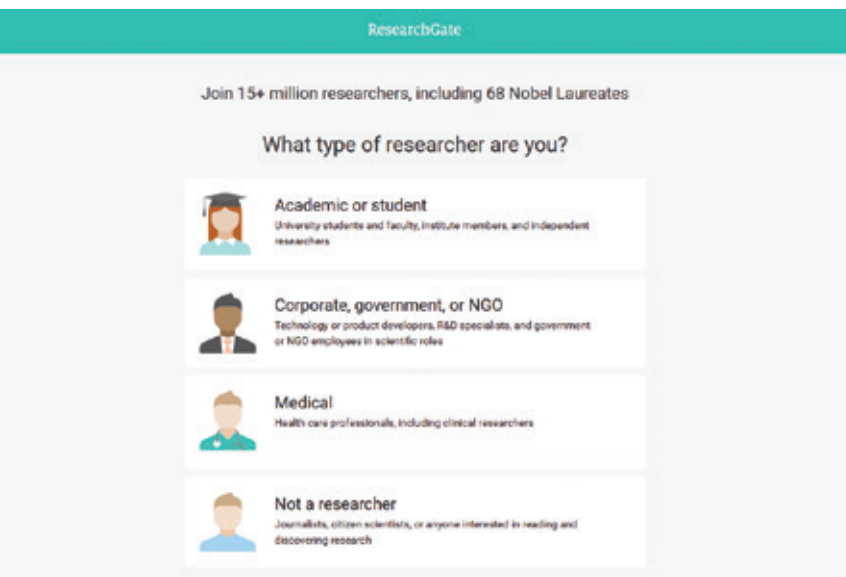 ResearchGate
Join 15+ million researchers, including 68 Nobel Laureates
What type of researcher are you?
Academic or student
University students and faculty, institute members, and independent
researchers
Corporate, government, or NGO
Technology or product developers, R&D specialists, and government
or NGO employees in scientific roles
Medical
Health care professionals, including clinical researchers
Not a researcher
Journalists, citizen scientists, or anyone interested in reading and
discovering research